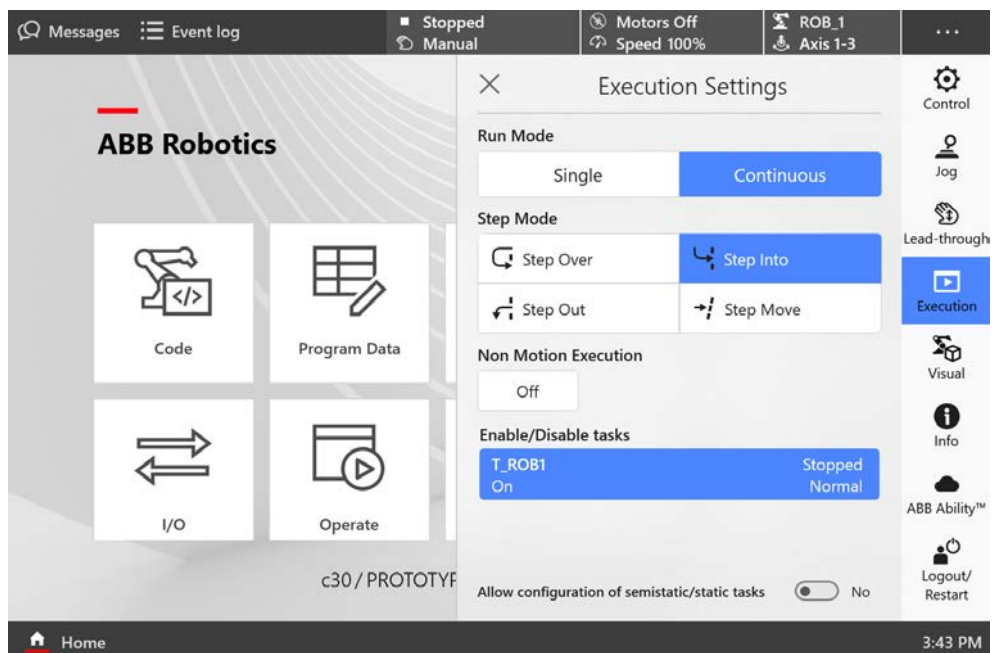 Messages
Event log
Stopped
Manual
Motors Off
Speed 100%
ROB_1
Axis 1-3
...
ABB Robotics
</>
Code
Program Data
I/O
Operate
c30 / PROTOTYP
Execution Settings
Run Mode
Single
Continuous
Step Mode
Step Over
Step Into
Step Out
Step Move
Non Motion Execution
Off
Enable/Disable tasks
T_ROB1
Stopped
On
Normal
Allow configuration of semistatic/static tasks
No
Control
Jog
Lead-through
Execution
Visual
Info
ABB Ability™
Logout/
Restart
Home
3:43 PM